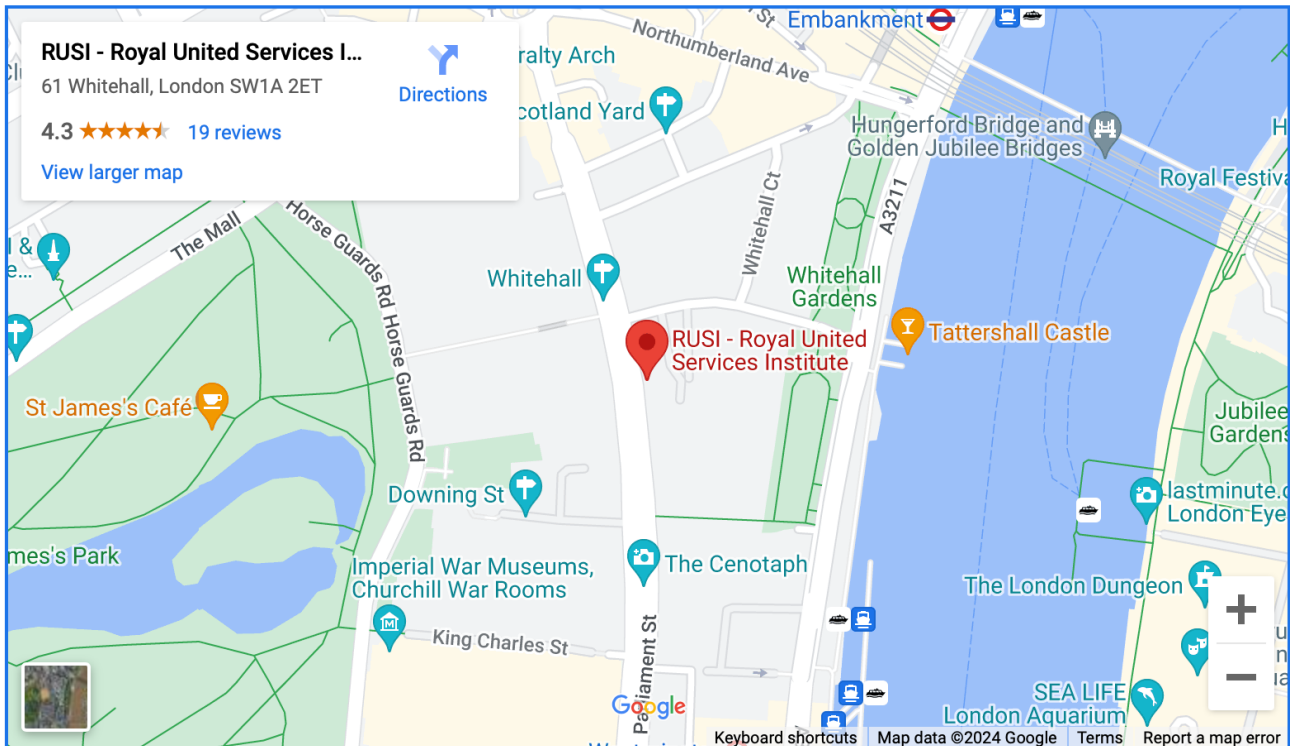 RUSI - Royal United Services I...
61 Whitehall, London SW1A 2ET
4.3
19 reviews
View larger map
Directions
Embankment
St
Northumberland Ave
ralty Arch
cotland Yard
Hungerford Bridge and
Golden Jubilee Bridges
Royal Festiva
A3211
Whitehall Ct
The Mall
Horse Guards Rd
Horse Guards Rd
l &
e...
Whitehall
Whitehall
Gardens
RUSI - Royal United
Services Institute
Tattershall Castle
St James's Café
Jubilee
Gardens
Downing St
lastminute.c
London Eye
mes's Park
Imperial War Museums,
Churchill War Rooms
The Cenotaph
The London Dungeon
King Charles St
Parliament St
SEA LIFE
London Aquarium
Google
Keyboard shortcuts
Map data ©2024 Google
Terms
Report a map error